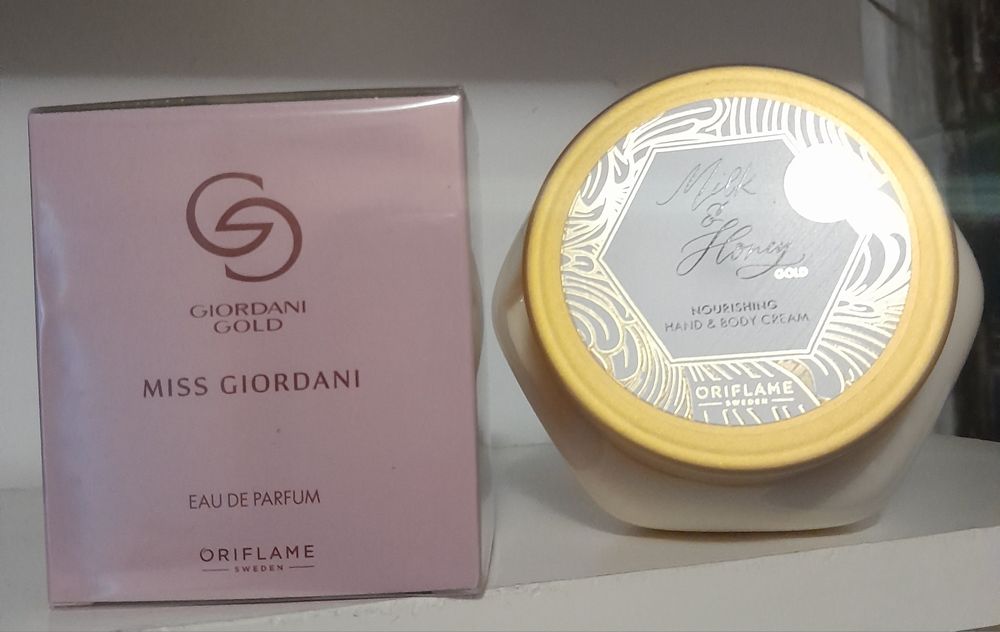 GIORDANI
GOLD
MISS GIORDANI
EAU DE PARFUM
ORIFLAME
SWEDEN
Milk
&
Honey
GOLD
NOURISHING
HAND & BODY CREAM
ORIFLAME
SWEDEN